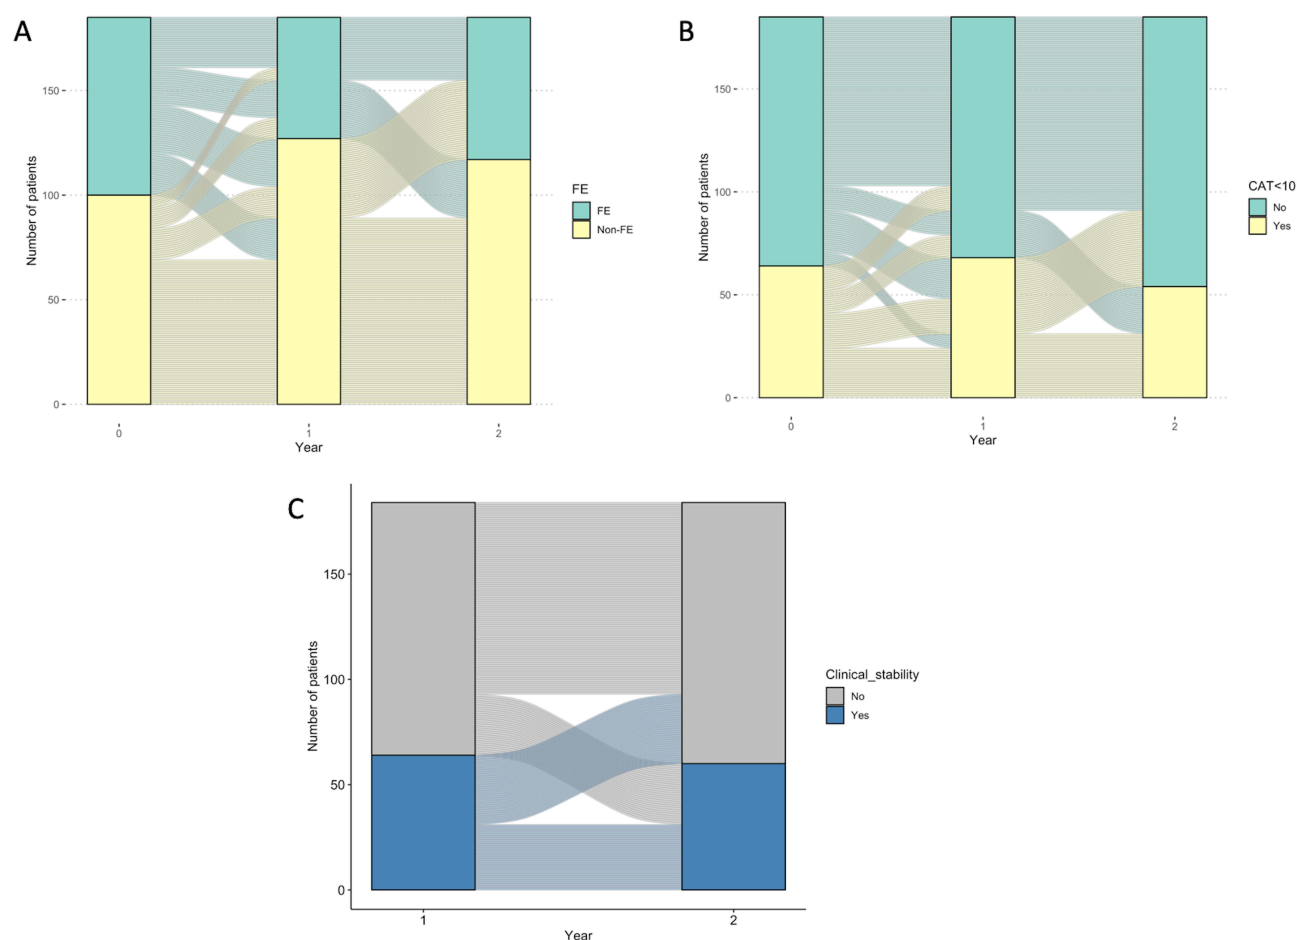 A
Number of patients
150
100
50
0
0
1
2
Year
FE
FE
Non-FE
B
Number of patients
150
100
50
0
0
1
2
Year
CAT<10
No
Yes
C
Number of patients
150
100
50
0
1
2
Year
Clinical_stability
No
Yes